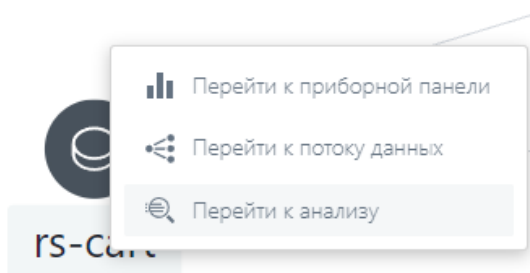 Перейти к приборной панели
Перейти к потоку данных
Перейти к анализу
rs-cart